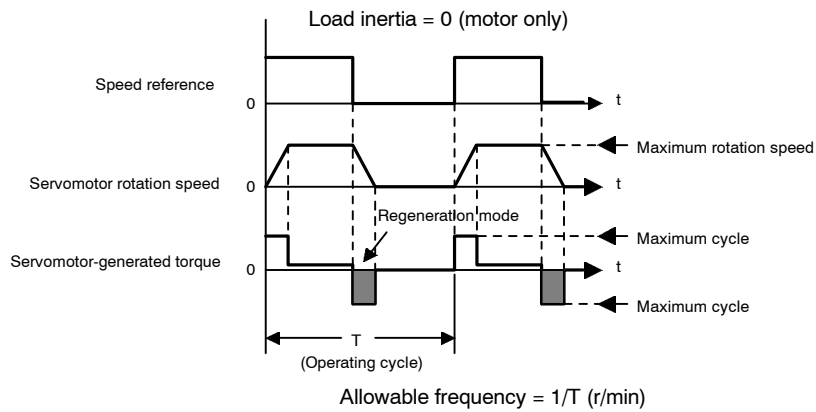 Load inertia = 0 (motor only)
Speed reference
0
t
Maximum rotation speed
Servomotor rotation speed
0
t
Regeneration mode
Maximum cycle
Servomotor-generated torque
0
t
Maximum cycle
T
(Operating cycle)
Allowable frequency = 1/T (r/min)